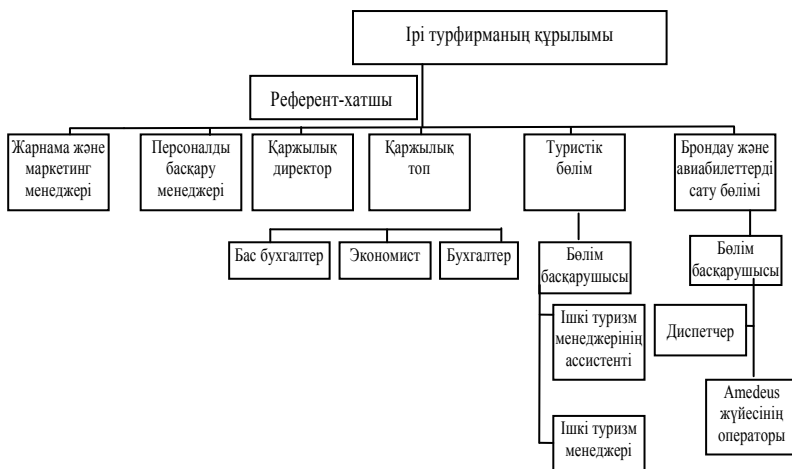 Ірі турфирманың құрылымы
Референт-хатшы
Жарнама және
маркетинг
менеджері
Персоналды
басқару
менеджері
Қаржылық
директор
Қаржылық
топ
Туристік
бөлім
Брондау және
авиабилеттерді
сату бөлімі
Бас бухгалтер
Экономист
Бухгалтер
Бөлім
басқарушысы
Бөлім
басқарушысы
Ішкі туризм
менеджерінің
ассистенті
Диспетчер
Ішкі туризм
менеджері
Amedeus
жүйесінің
операторы